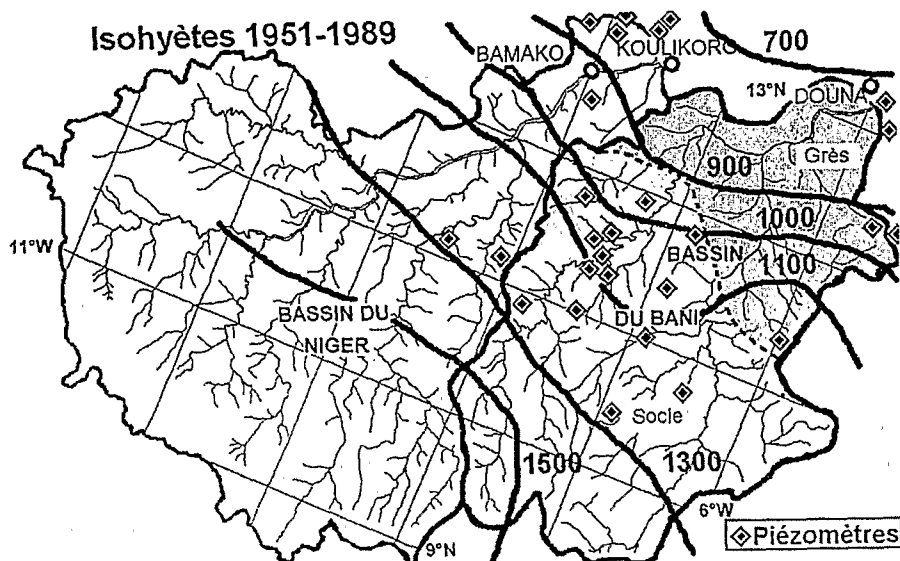 Isohyètes 1951-1989
BAMAKO
KOULIKORO
700
13°N
DOUNA
Grès
900
1000
11°W
BASSIN
1100
BASSIN DU
NIGER
DU BANI
Socle
1500
1300
6°W
9°N
Piézomètres